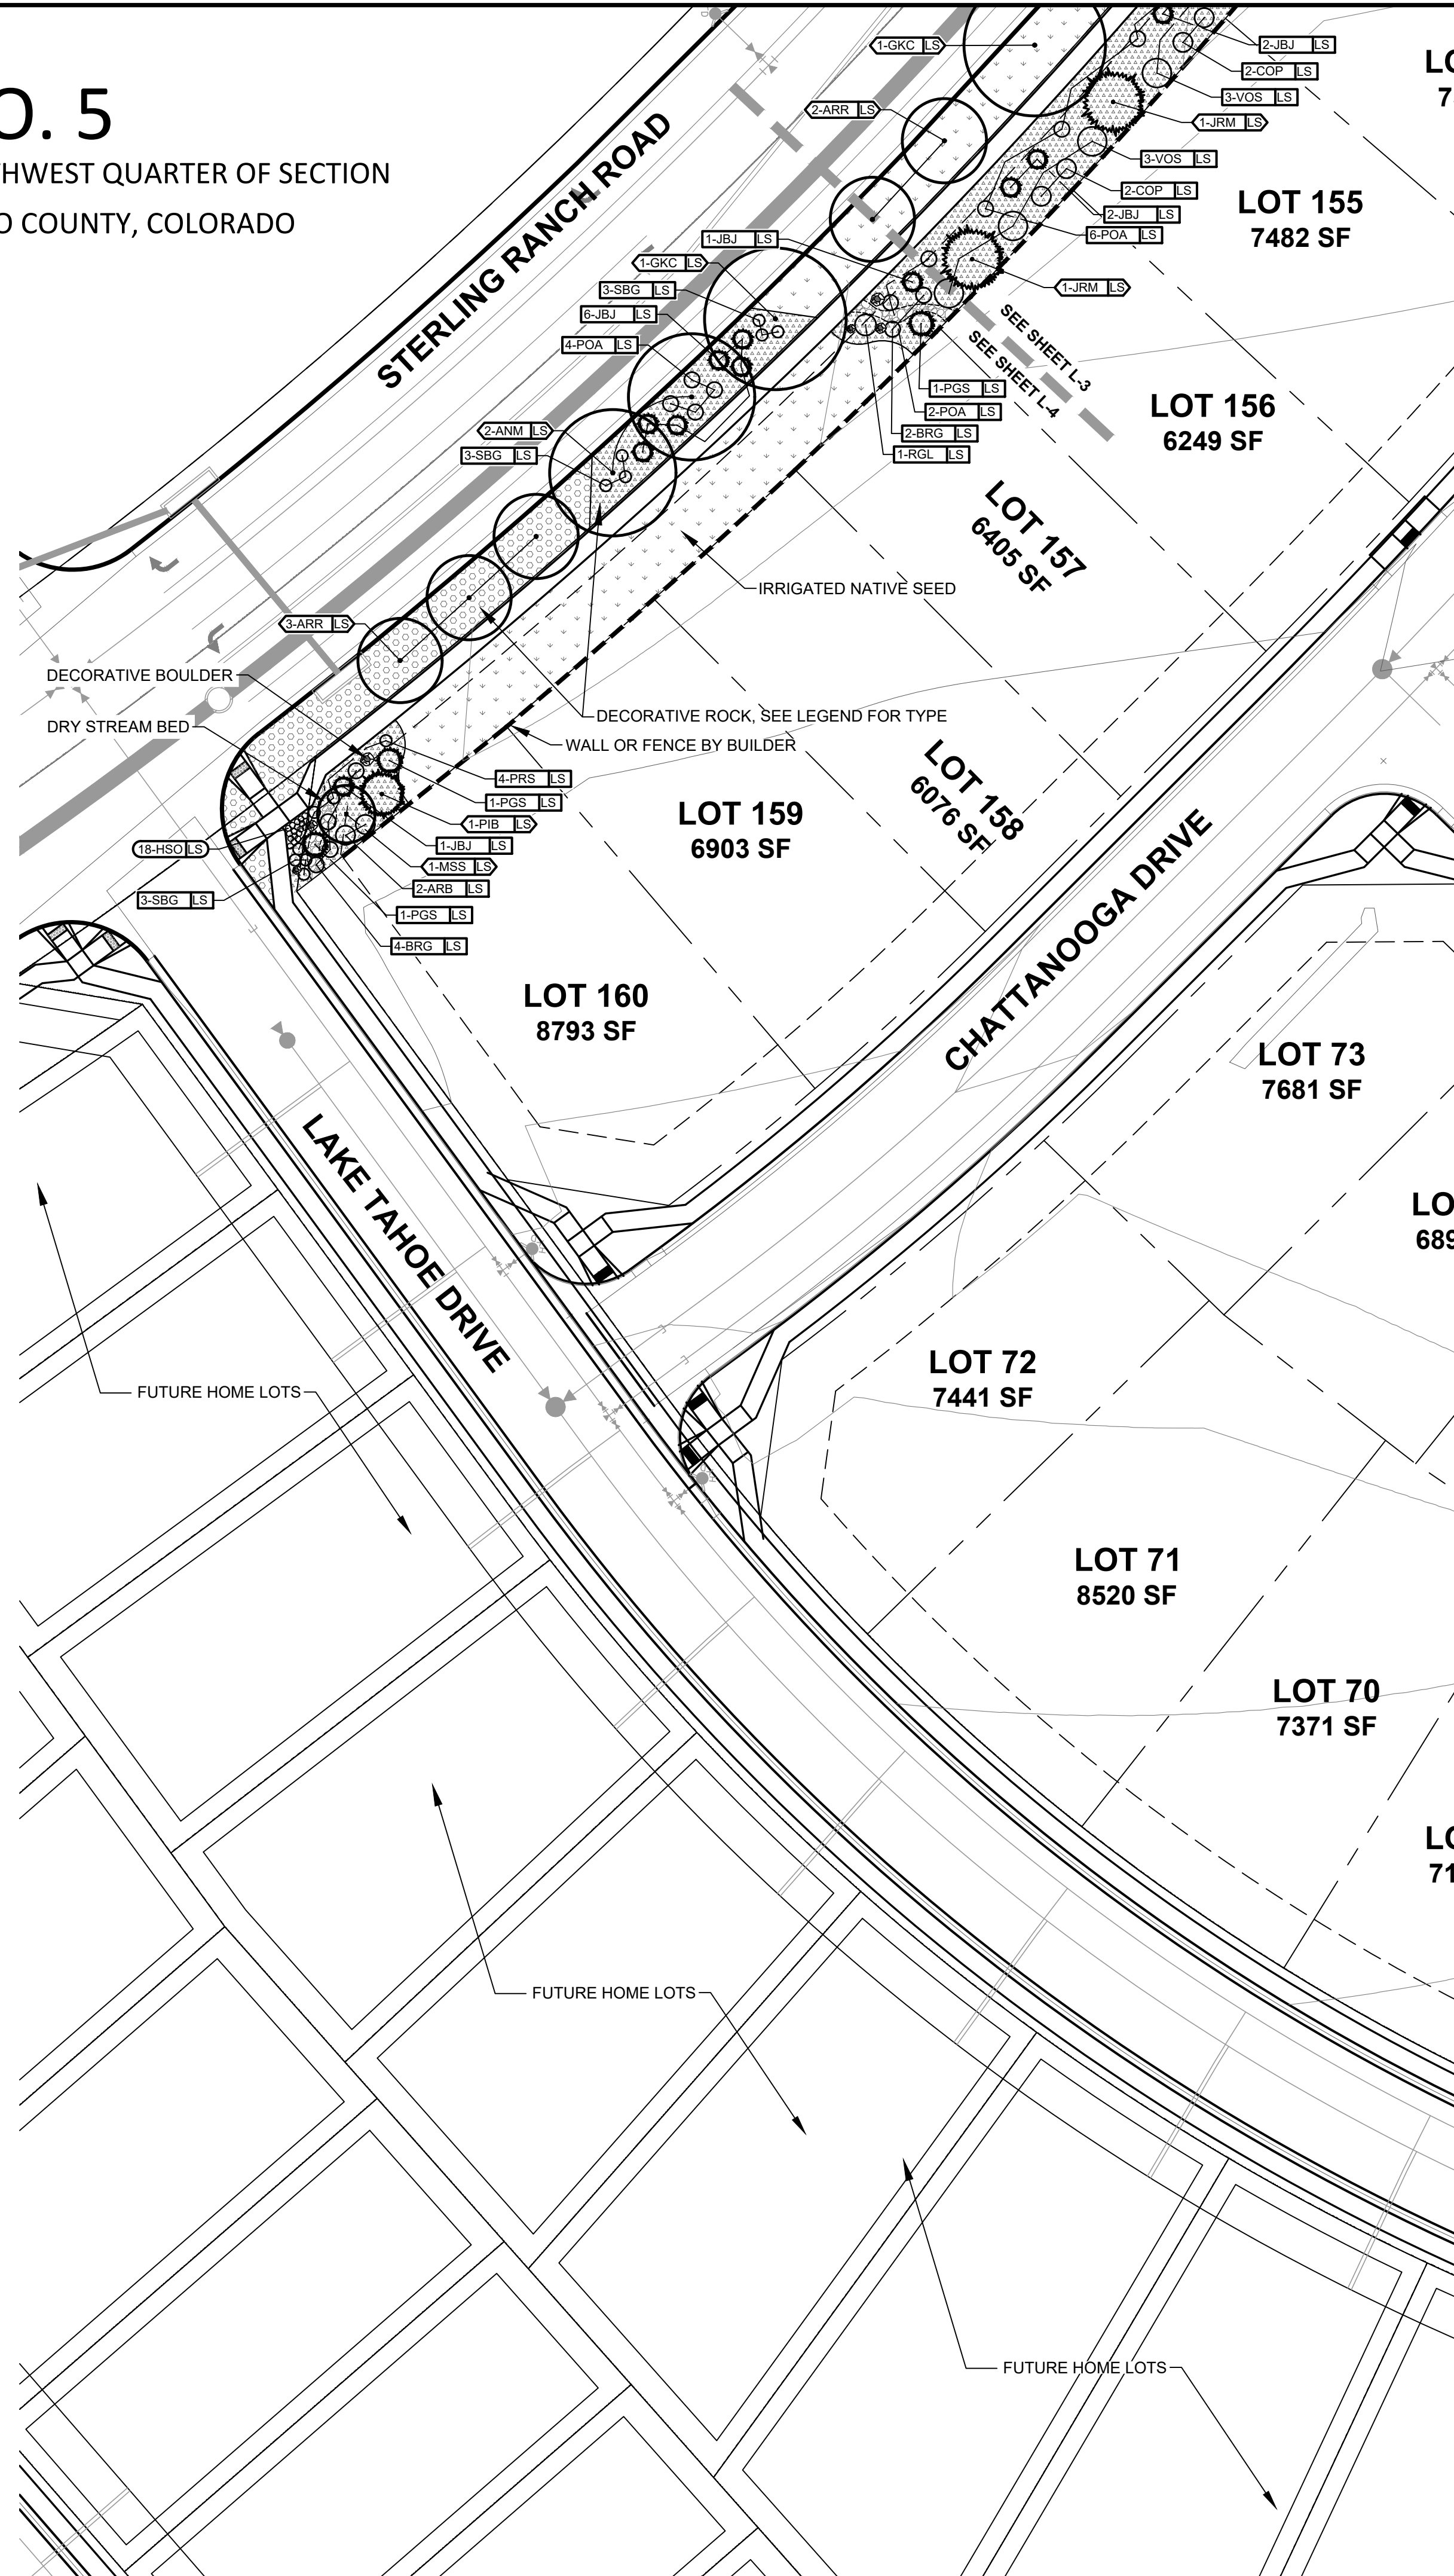 O. 5
THWEST QUARTER OF SECTION
O COUNTY, COLORADO
STERLING RANCH ROAD
1-GKC LS
2-ARR LS
2-JBJ LS
2-COP LS
3-VOS LS
1-JRM LS
3-VOS LS
2-COP LS
2-JBJ LS
6-POA LS
1-JRM LS
LOT 155
7482 SF
1-JBJ LS
1-GKC LS
3-SBG LS
6-JBJ LS
4-POA LS
SEE SHEET L-3
SEE SHEET L-4
1-PGS LS
2-POA LS
2-BRG LS
1-RGL LS
LOT 156
6249 SF
2-ANM LS
3-SBG LS
LOT 157
6405 SF
IRRIGATED NATIVE SEED
3-ARR LS
DECORATIVE BOULDER
DRY STREAM BED
DECORATIVE ROCK, SEE LEGEND FOR TYPE
WALL OR FENCE BY BUILDER
4-PRS LS
1-PGS LS
1-PIB LS
1-JBJ LS
1-MSS LS
2-ARB LS
1-PGS LS
4-BRG LS
18-HSO LS
3-SBG LS
LOT 159
6903 SF
LOT 158
6076 SF
CHATTANOOGA DRIVE
LOT 160
8793 SF
LOT 73
7681 SF
LAKE TAHOE DRIVE
LO
689
LOT 72
7441 SF
FUTURE HOME LOTS
LOT 71
8520 SF
LOT 70
7371 SF
LO
71
FUTURE HOME LOTS
FUTURE HOME LOTS
LO
7